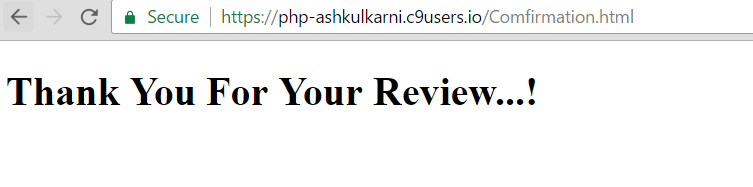 Secure https://php-ashkulkarni.c9users.io/Comfirmation.html
Thank You For Your Review...!